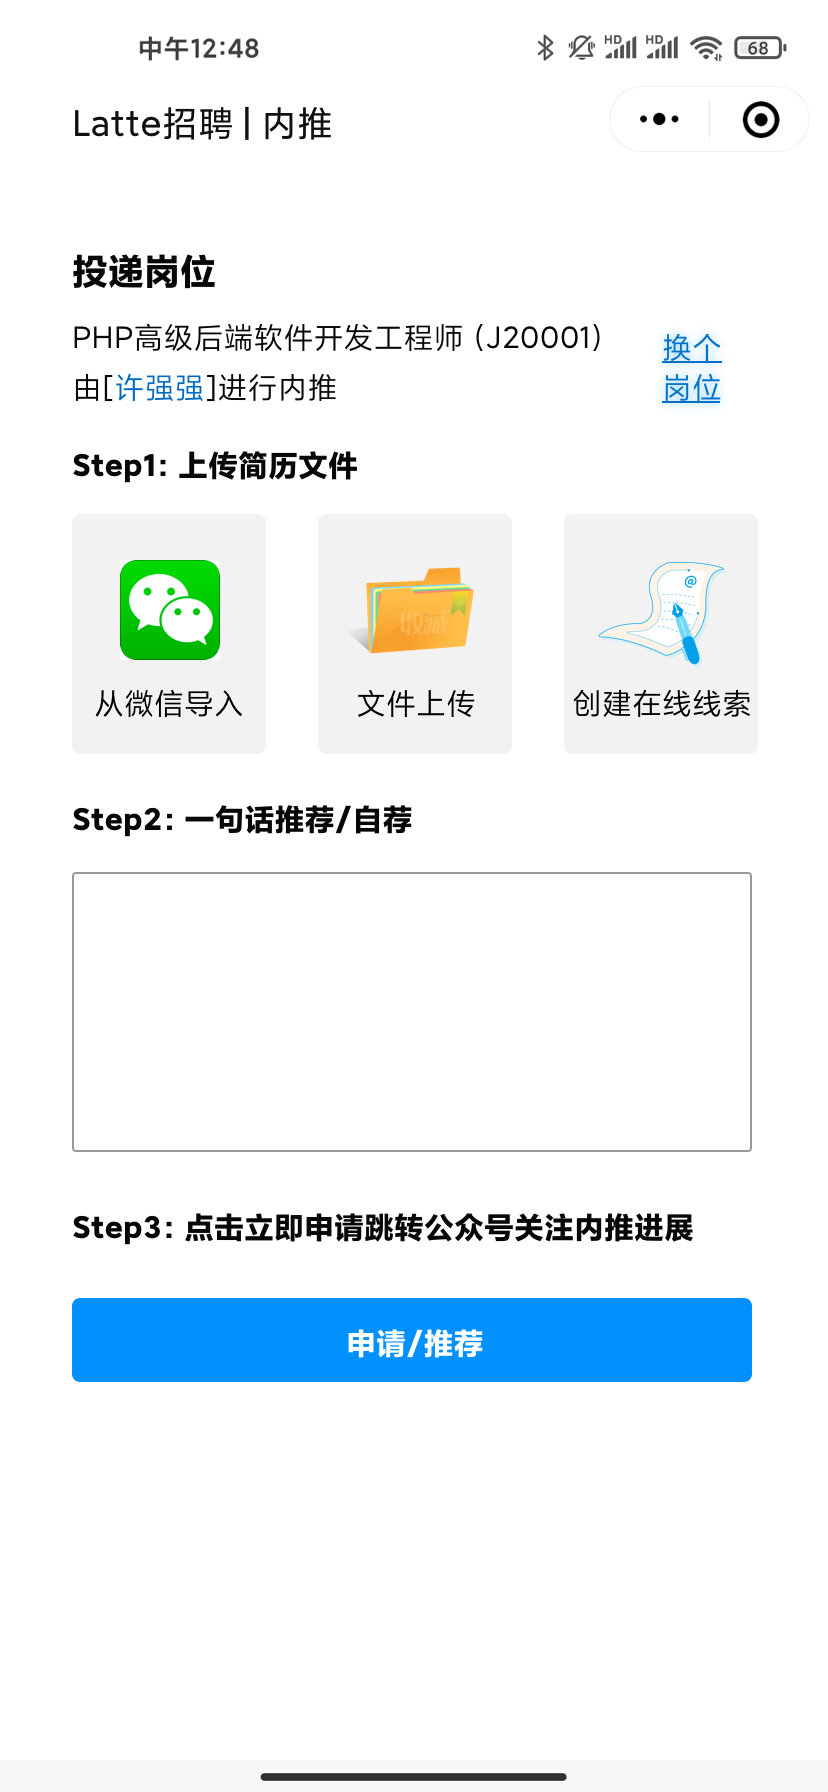 中午12:48
HD HD 68
Latte招聘 | 内推
投递岗位
PHP高级后端软件开发工程师 (J20001)
由[许强强]进行内推
换个
岗位
Step1: 上传简历文件
收藏
@
从微信导入
文件上传
创建在线线索
Step2: 一句话推荐/自荐
Step3: 点击立即申请跳转公众号关注内推进展
申请/推荐